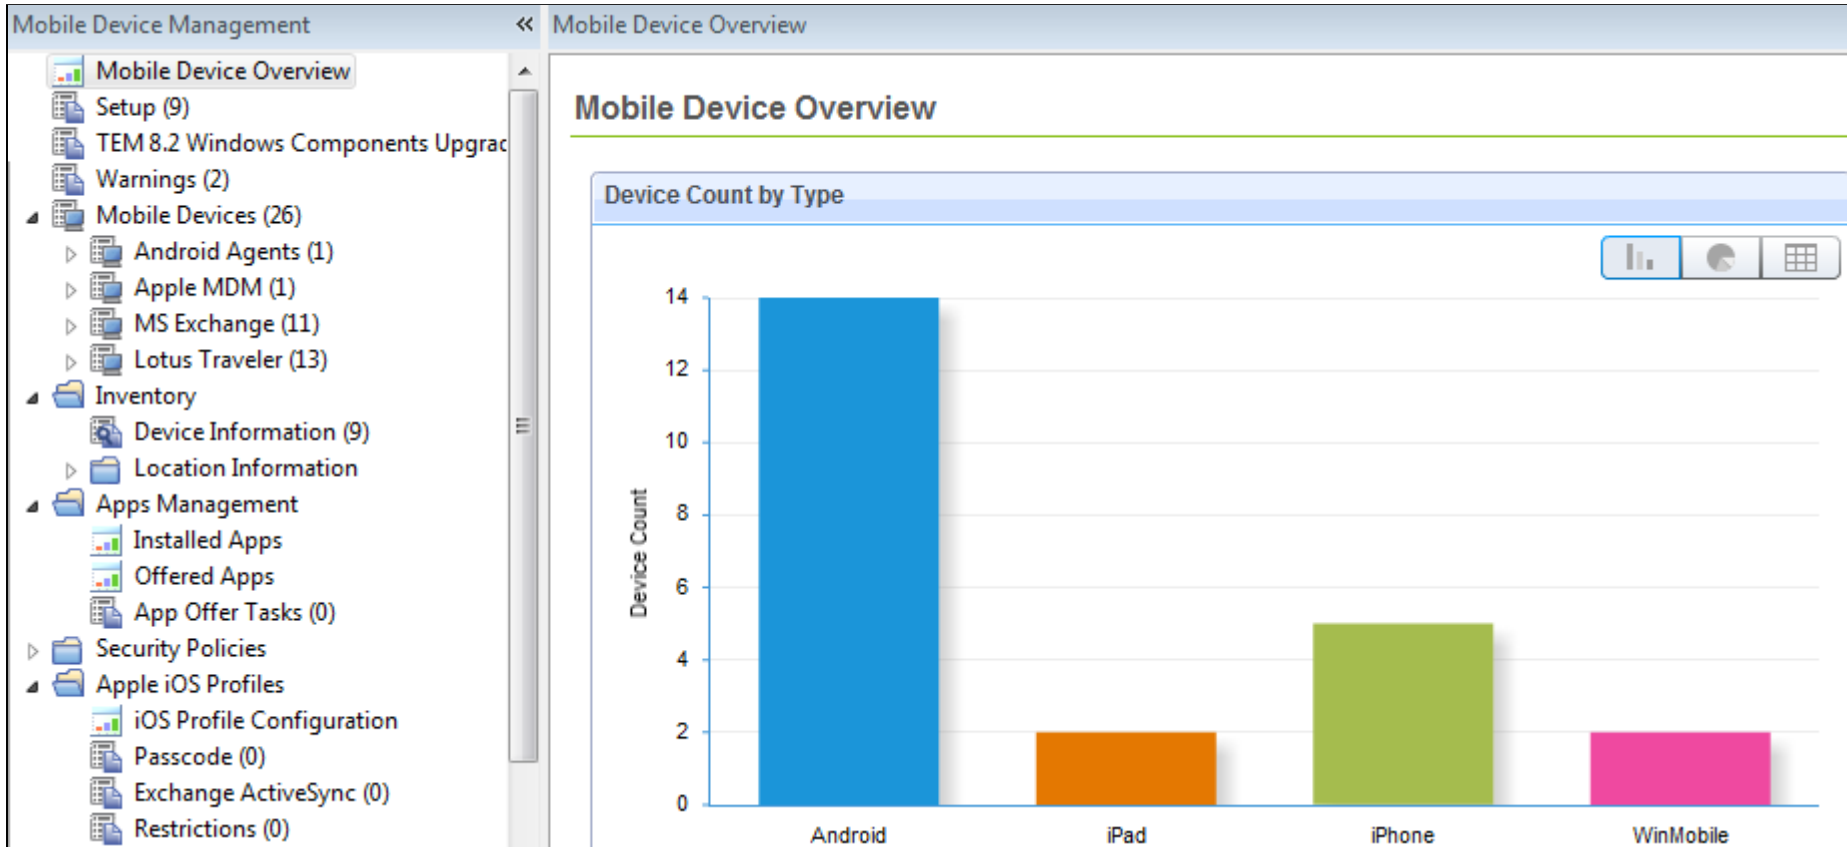 Mobile Device Management
Mobile Device Overview
Setup (9)
TEM 8.2 Windows Components Upgrad
Warnings (2)
Mobile Devices (26)
Android Agents (1)
Apple MDM (1)
MS Exchange (11)
Lotus Traveler (13)
Inventory
Device Information (9)
Location Information
Apps Management
Installed Apps
Offered Apps
App Offer Tasks (0)
Security Policies
Apple iOS Profiles
iOS Profile Configuration
Passcode (0)
Exchange ActiveSync (0)
Restrictions (0)
Mobile Device Overview
Mobile Device Overview
Device Count by Type
Device Count
14
12
10
8
6
4
2
0
Android iPad iPhone WinMobile